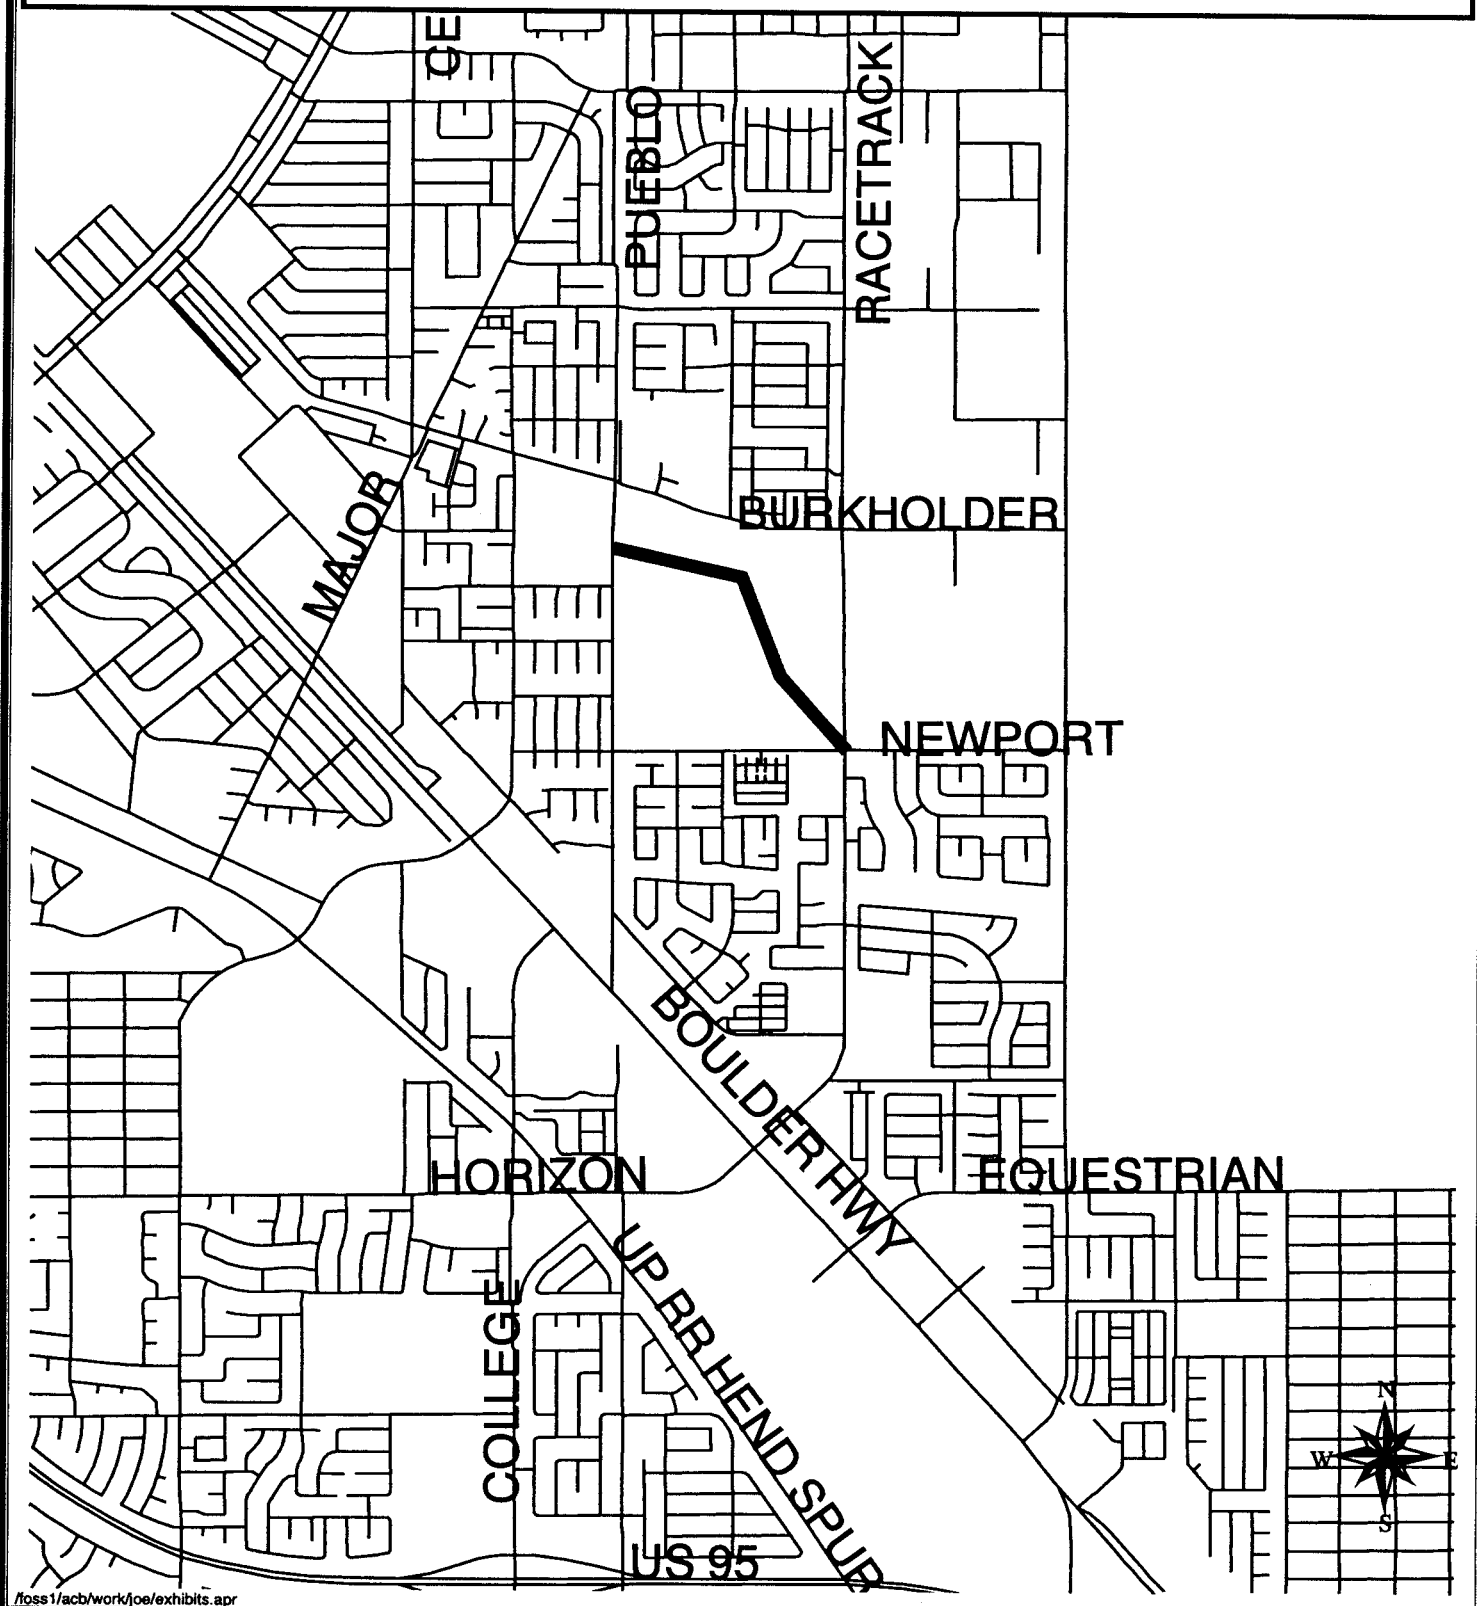 CE
PUEBLO
RACETRACK
MAJOR
BURKHOLDER
NEWPORT
BOULDER HWY
HORIZON
EQUESTRIAN
UP RR HEND SPUR
COLLEGE
US 95
N
W E
S
/foss1/acb/work/joe/exhibits.apr